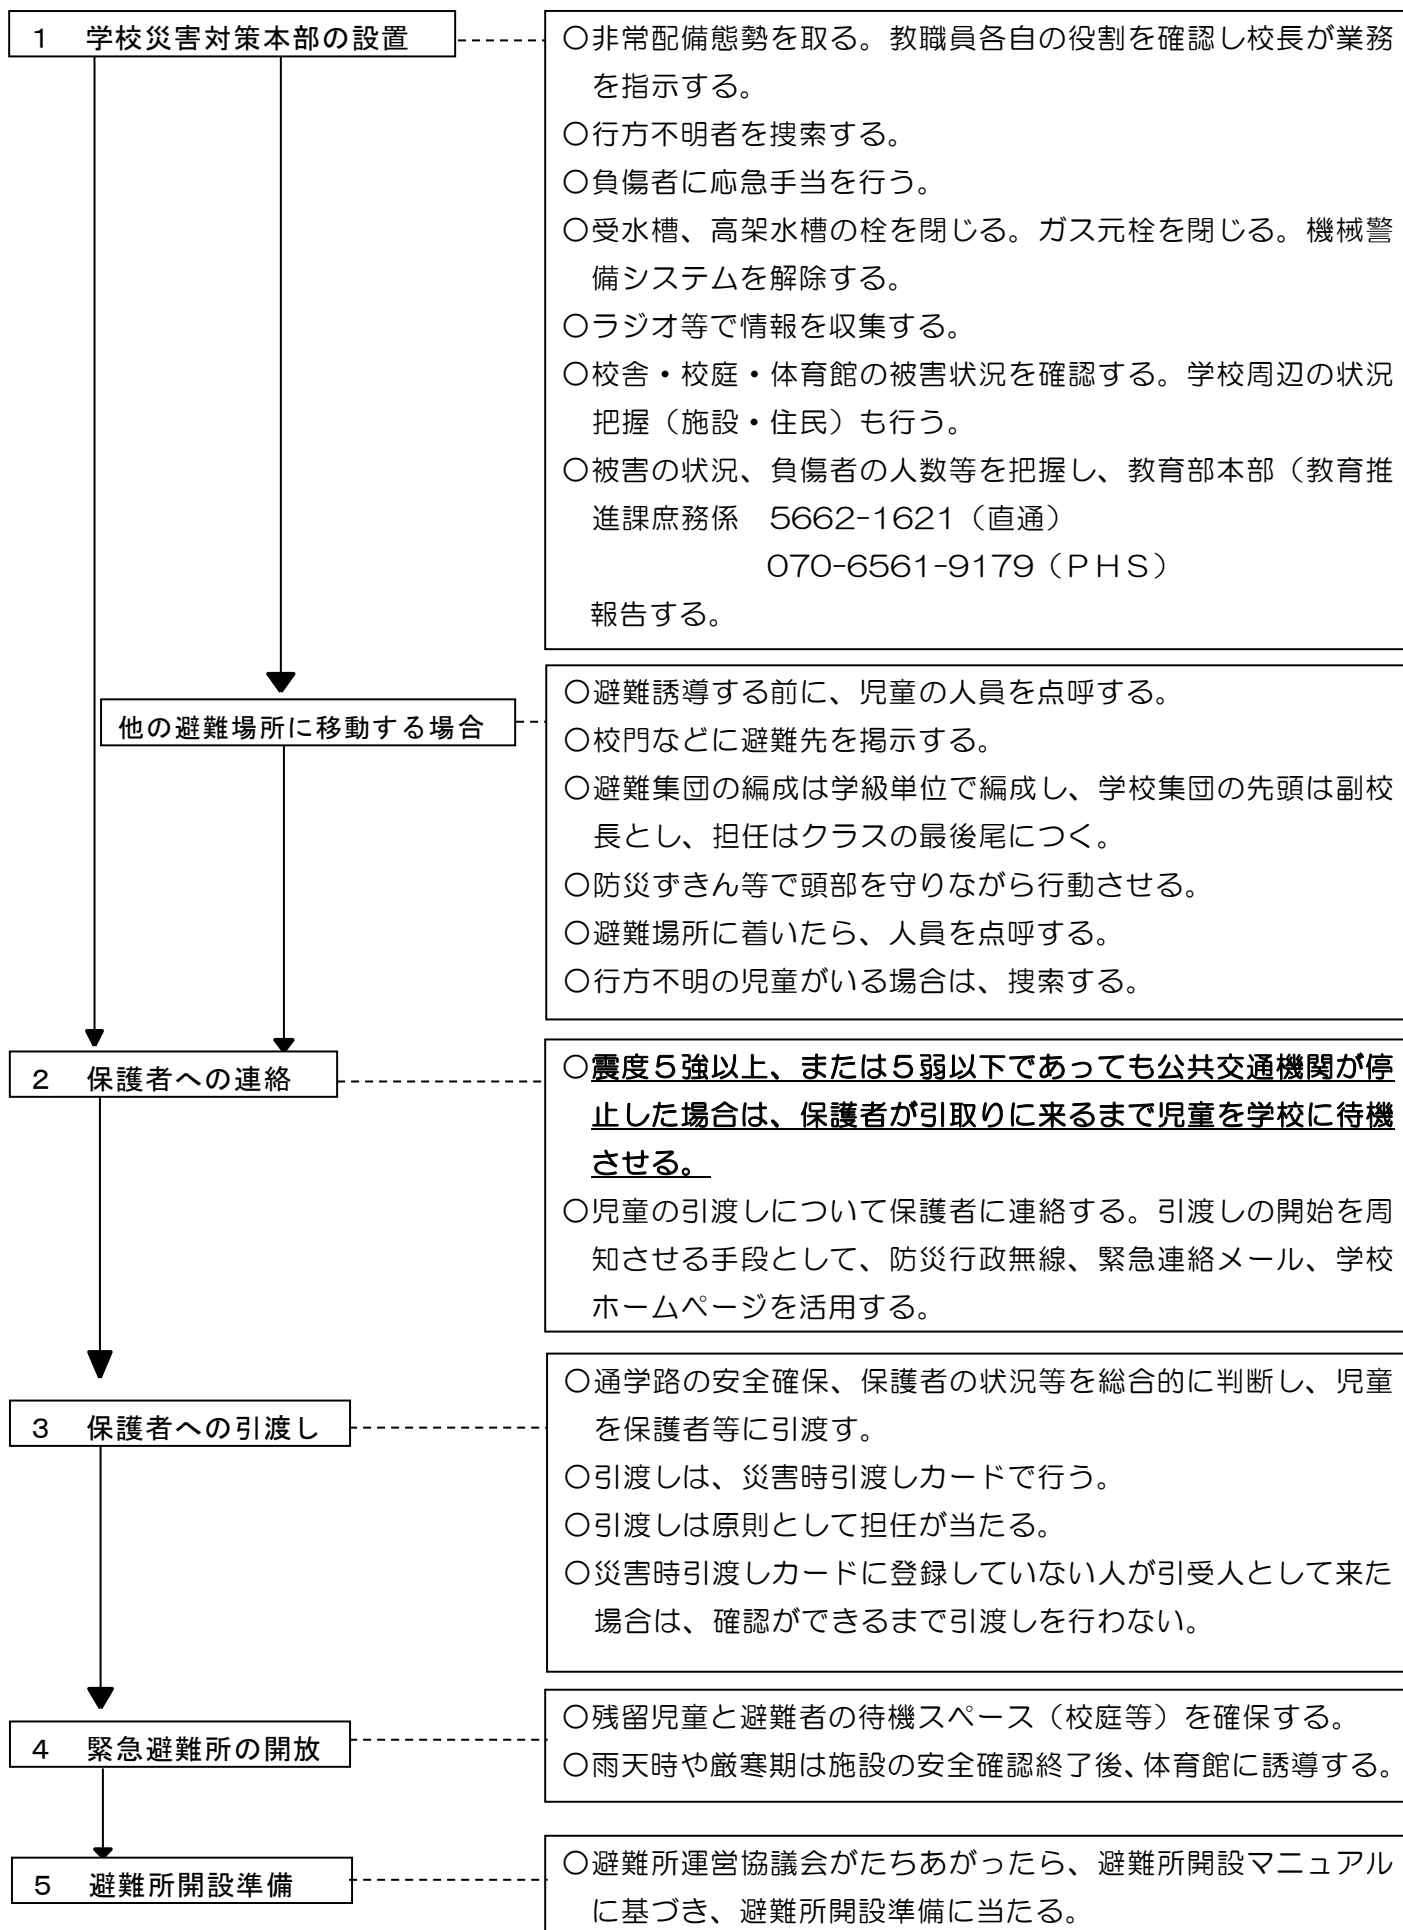 １　学校災害対策本部の設置
○非常配備態勢を取る。教職員各自の役割を確認し校長が業務
を指示する。
○行方不明者を捜索する。
○負傷者に応急手当を行う。
○受水槽、高架水槽の栓を閉じる。ガス元栓を閉じる。機械警
備システムを解除する。
○ラジオ等で情報を収集する。
○校舎・校庭・体育館の被害状況を確認する。学校周辺の状況
把握（施設・住民）も行う。
○被害の状況、負傷者の人数等を把握し、教育部本部（教育推
進課庶務係　5662-1621（直通）
070-6561-9179（ＰＨＳ）
報告する。
他の避難場所に移動する場合
○避難誘導する前に、児童の人員を点呼する。
○校門などに避難先を掲示する。
○避難集団の編成は学級単位で編成し、学校集団の先頭は副校
長とし、担任はクラスの最後尾につく。
○防災ずきん等で頭部を守りながら行動させる。
○避難場所に着いたら、人員を点呼する。
○行方不明の児童がいる場合は、捜索する。
２　保護者への連絡
○震度５強以上、または５弱以下であっても公共交通機関が停
止した場合は、保護者が引取りに来るまで児童を学校に待機
させる。
○児童の引渡しについて保護者に連絡する。引渡しの開始を周
知させる手段として、防災行政無線、緊急連絡メール、学校
ホームページを活用する。
３　保護者への引渡し
○通学路の安全確保、保護者の状況等を総合的に判断し、児童
を保護者等に引渡す。
○引渡しは、災害時引渡しカードで行う。
○引渡しは原則として担任が当たる。
○災害時引渡しカードに登録していない人が引受人として来た
場合は、確認ができるまで引渡しを行わない。
４　緊急避難所の開放
○残留児童と避難者の待機スペース（校庭等）を確保する。
○雨天時や厳寒期は施設の安全確認終了後、体育館に誘導する。
５　避難所開設準備
○避難所運営協議会がたちあがったら、避難所開設マニュアル
に基づき、避難所開設準備に当たる。